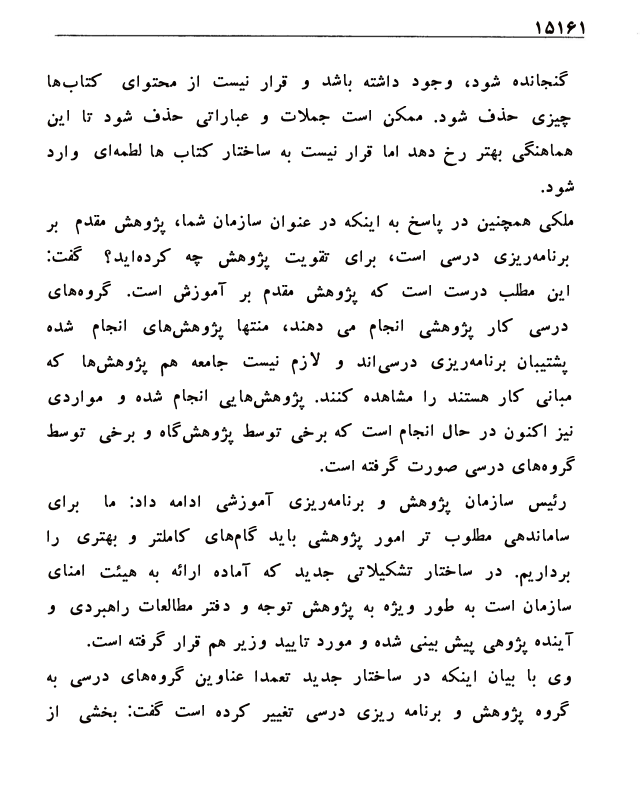 ۱۵۱۶۱
گنجانده شود، وجود داشته باشد و قرار نیست از محتوای کتاب‌ها
چیزی حذف شود. ممکن است جملات و عباراتی حذف شود تا این
هماهنگی بهتر رخ دهد اما قرار نیست به ساختار کتاب ها لطمه‌ای وارد
شود.
ملکی همچنین در پاسخ به اینکه در عنوان سازمان شما، پژوهش مقدم بر
برنامه‌ریزی درسی است، برای تقویت پژوهش چه کرده‌اید؟ گفت:
این مطلب درست است که پژوهش مقدم بر آموزش است. گروه‌های
درسی کار پژوهشی انجام می دهند، منتها پژوهش‌های انجام شده
پشتیبان برنامه‌ریزی درسی‌اند و لازم نیست جامعه هم پژوهش‌ها که
مبانی کار هستند را مشاهده کنند. پژوهش‌هایی انجام شده و مواردی
نیز اکنون در حال انجام است که برخی توسط پژوهش‌گاه و برخی توسط
گروه‌های درسی صورت گرفته است.
رئیس سازمان پژوهش و برنامه‌ریزی آموزشی ادامه داد: ما برای
ساماندهی مطلوب تر امور پژوهشی باید گام‌های کاملتر و بهتری را
برداریم. در ساختار تشکیلاتی جدید که آماده ارائه به هیئت امنای
سازمان است به طور ویژه به پژوهش توجه و دفتر مطالعات راهبردی و
آینده پژوهی پیش بینی شده و مورد تایید وزیر هم قرار گرفته است.
وی با بیان اینکه در ساختار جدید تعمدا عناوین گروه‌های درسی به
گروه پژوهش و برنامه ریزی درسی تغییر کرده است گفت: بخشی از